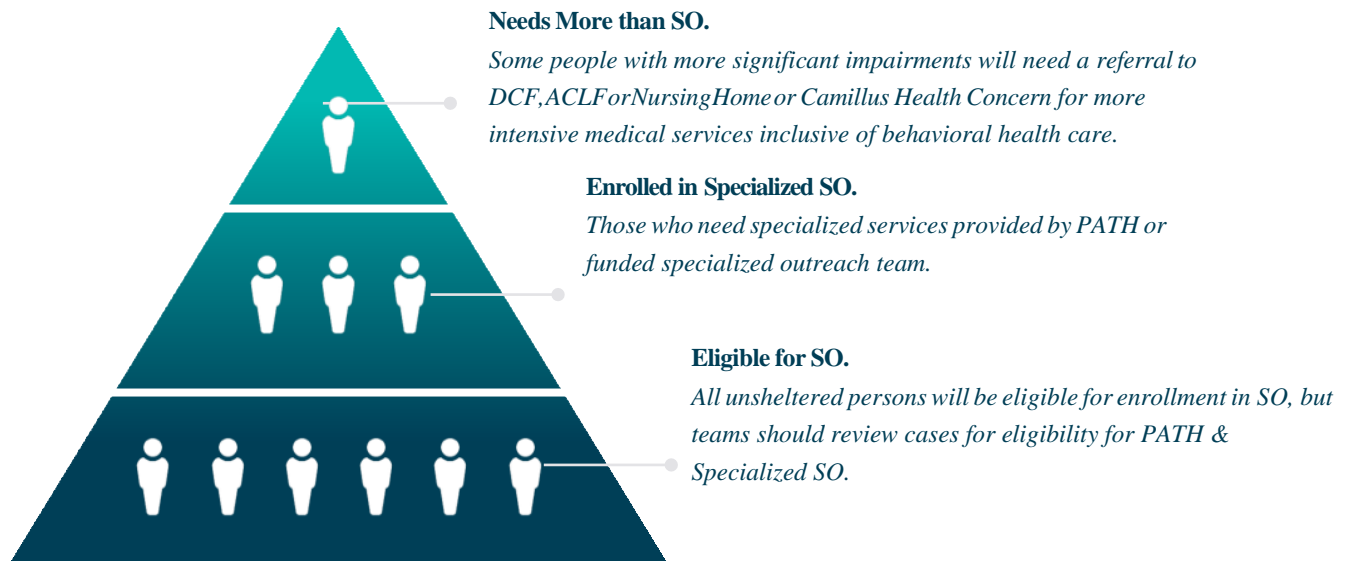 Needs More than SO.
Some people with more significant impairments will need a referral to
DCF,ACLForNursingHomeor Camillus Health Concern for more
intensive medical services inclusive of behavioral health care.
Enrolled in Specialized SO.
Those who need specialized services provided by PATH or
funded specialized outreach team.
Eligible for SO.
All unsheltered persons will be eligible for enrollment in SO, but
teams should review cases for eligibility for PATH &
Specialized SO.